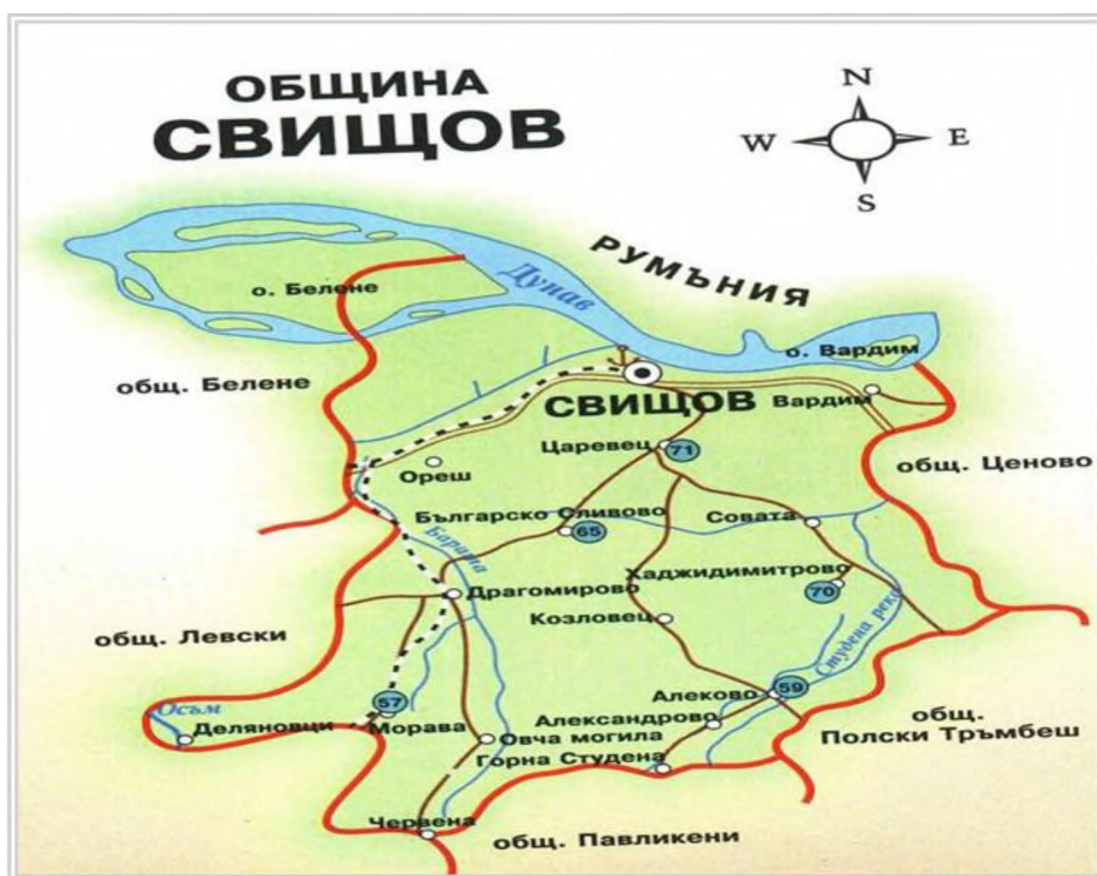 ОБЩИНА
СВИЩОВ
N
W
E
S
РУМЪНИЯ
Дунав
о. Белене
о. Вардим
общ. Белене
СВИЩОВ
Вардим
Царевец
71
общ. Ценово
Ореш
Българско Сливово
65
Совата
Барата
Хаджидимитрово
70
Драгомирово
Козловец
Студена река
общ. Левски
Алеково
59
57
Осъм
Деляновци
Морава
Александрово
общ.
Полски Тръмбеш
Овча могила
Горна Студена
Червена
общ. Павликени